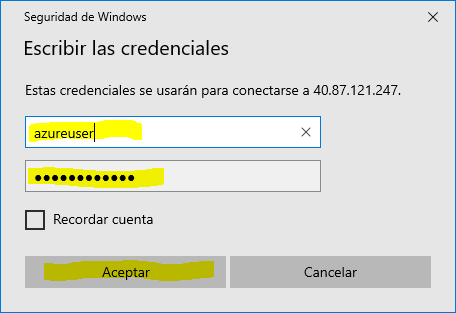 Seguridad de Windows
Escribir las credenciales
Estas credenciales se usarán para conectarse a 40.87.121.247.
azureuser
●●●●●●●●●●●●
Recordar cuenta
Aceptar Cancelar